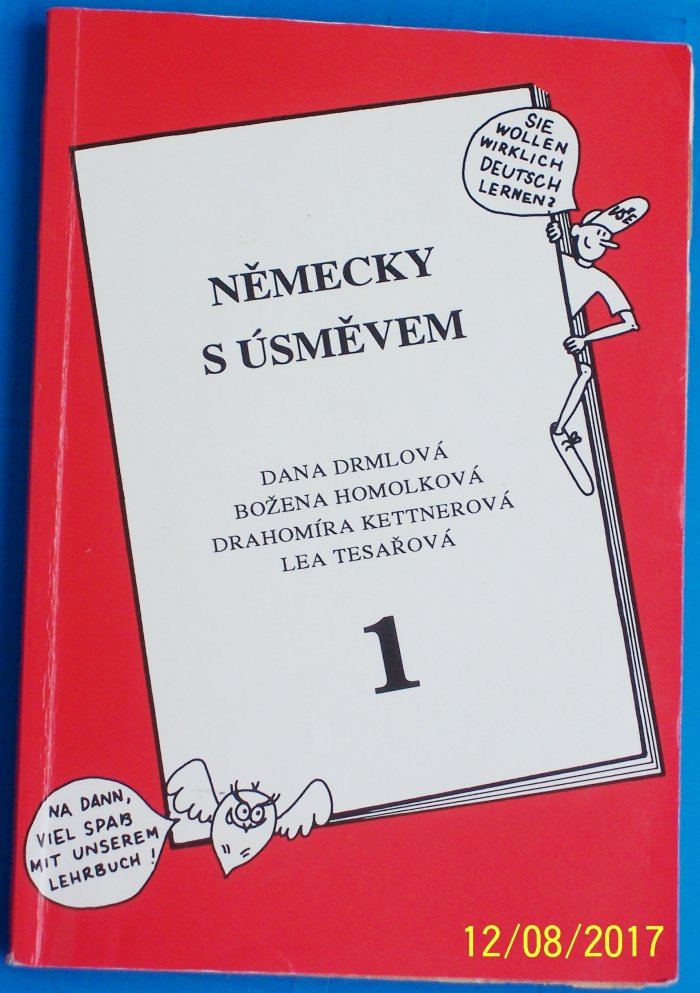 SIE
WOLLEN
WIRKLICH
DEUTSCH
LERNEN?
VŠE
NĚMECKY
S ÚSMĚVEM
DANA DRMLOVÁ
BOŽENA HOMOLKOVÁ
DRAHOMÍRA KETTNEROVÁ
LEA TESAŘOVÁ
1
NA DANN,
VIEL SPAß
MIT UNSEREM
LEHRBUCH!
12/08/2017